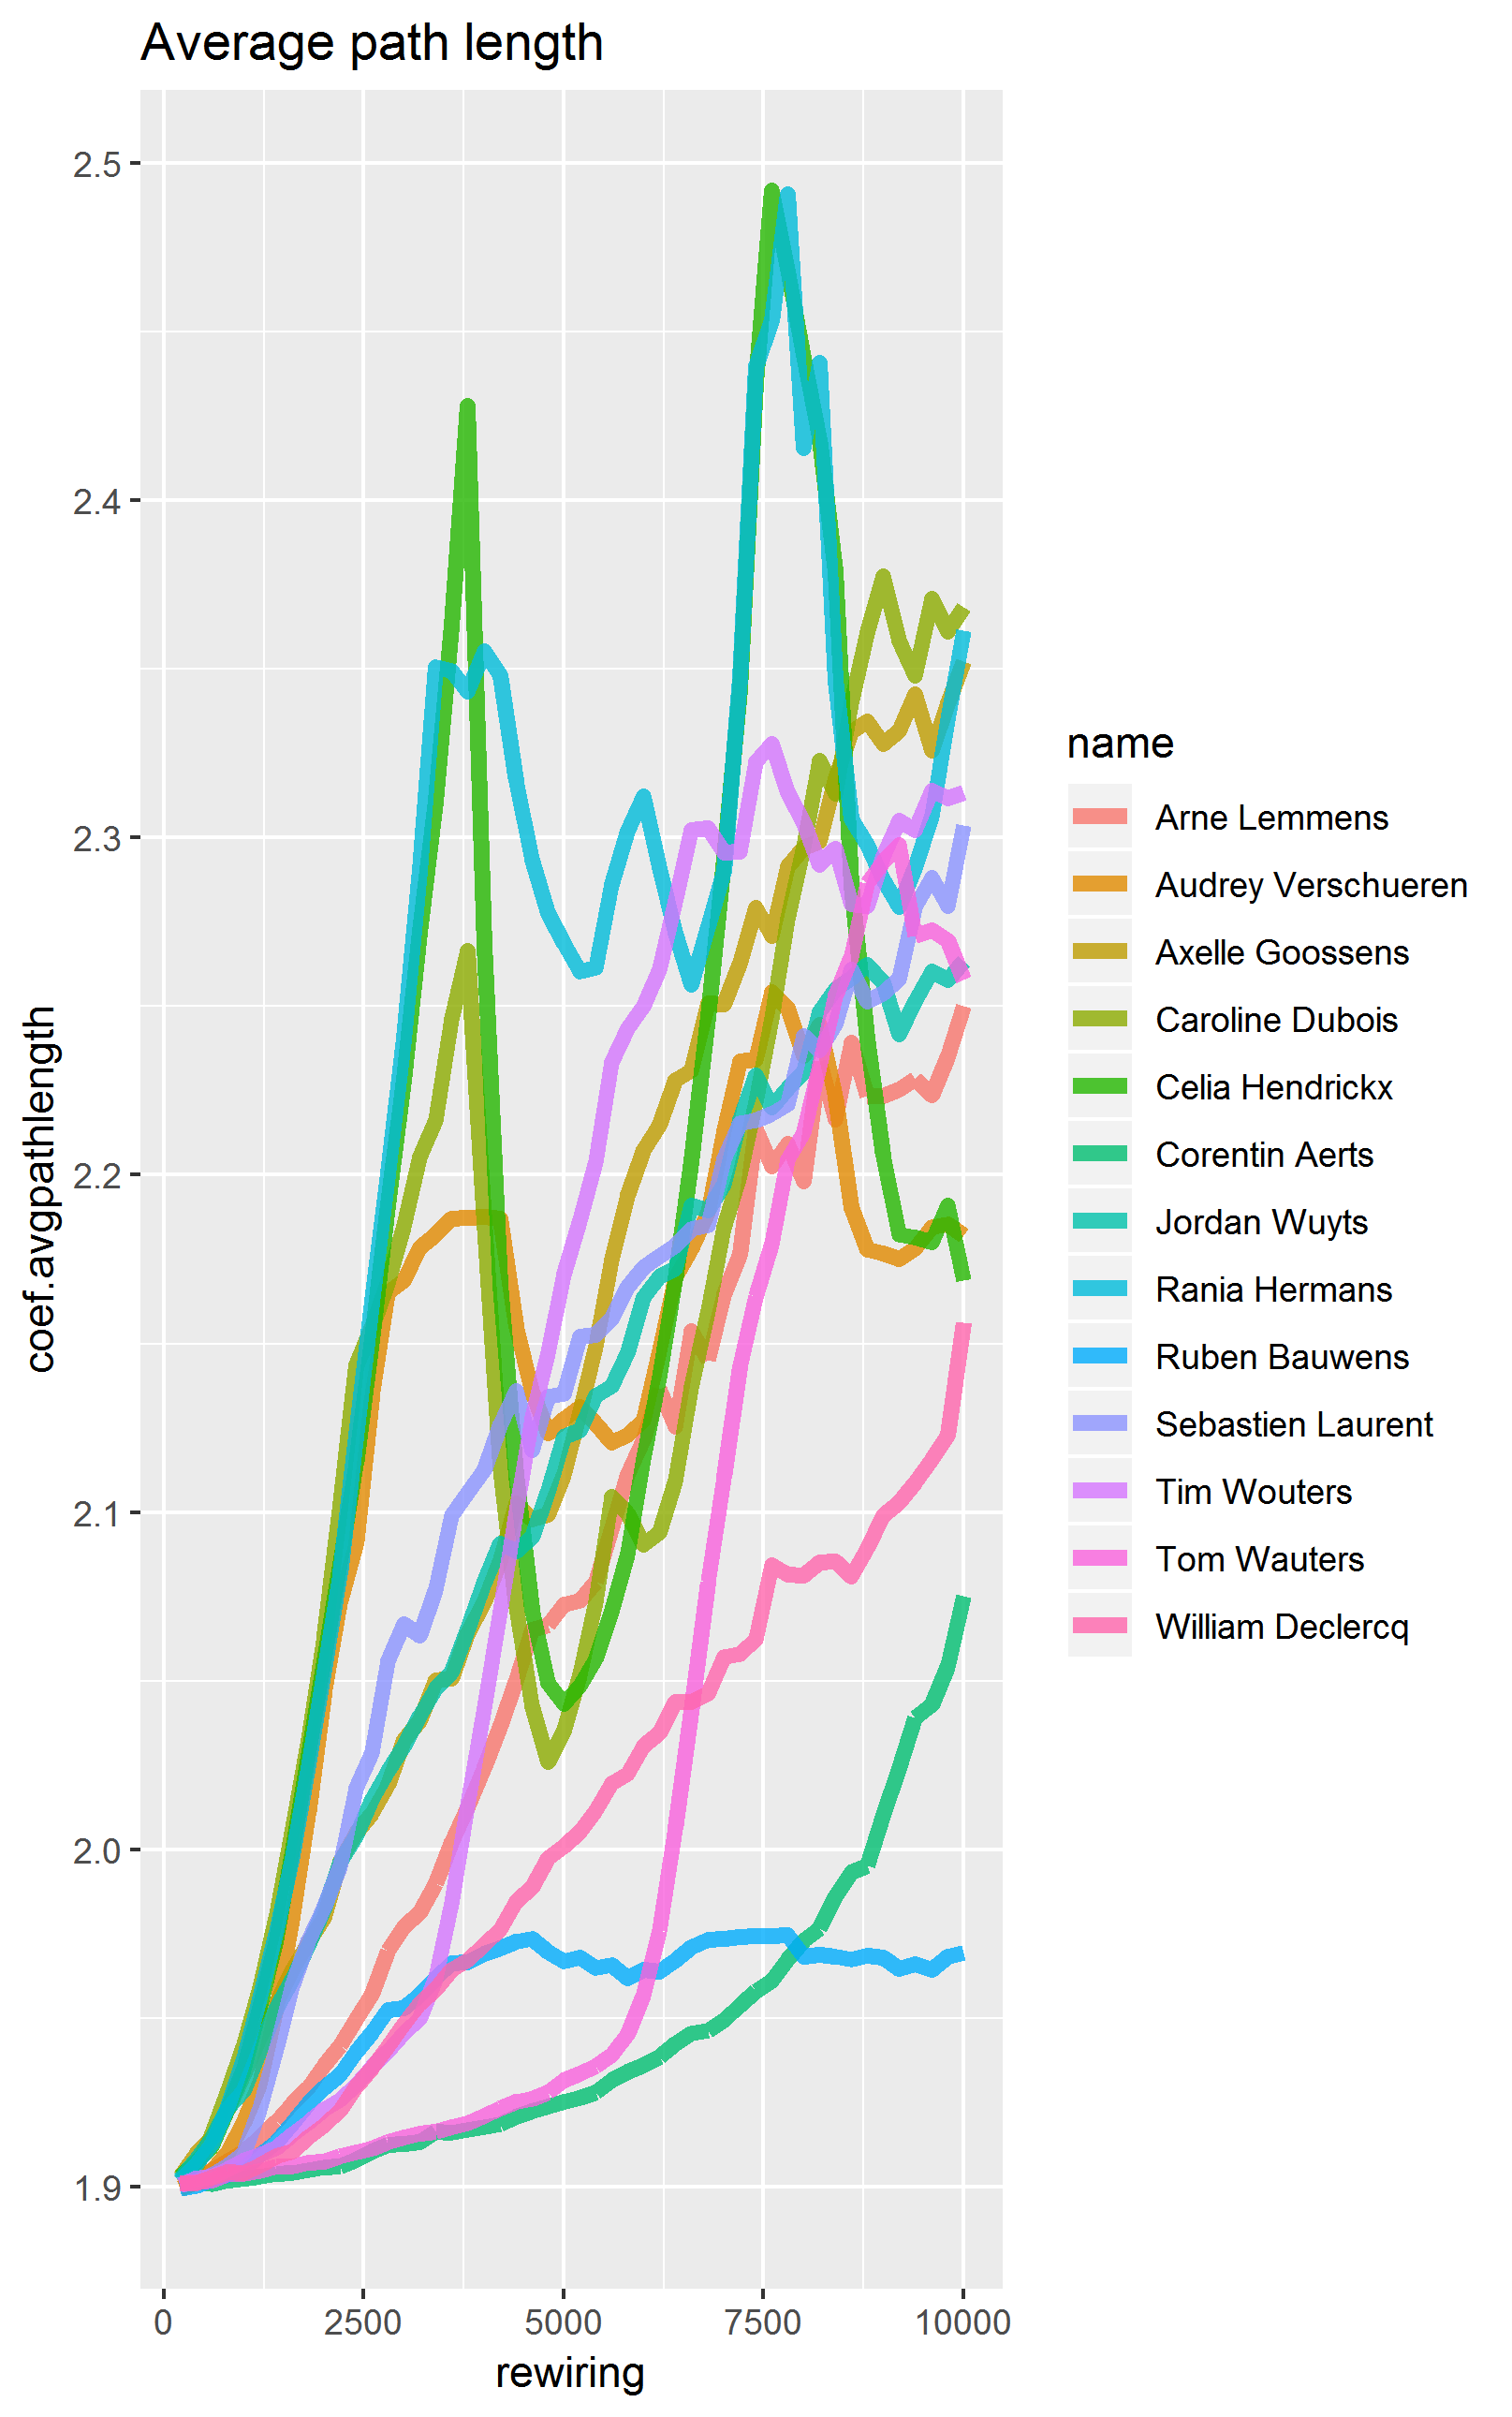 Average path length
2.5
2.4
2.3
2.2
2.1
2.0
1.9
coef.avgpathlength
0 2500 5000 7500 10000
rewiring
name
Arne Lemmens
Audrey Verschueren
Axelle Goossens
Caroline Dubois
Celia Hendrickx
Corentin Aerts
Jordan Wuyts
Rania Hermans
Ruben Bauwens
Sebastien Laurent
Tim Wouters
Tom Wauters
William Declercq